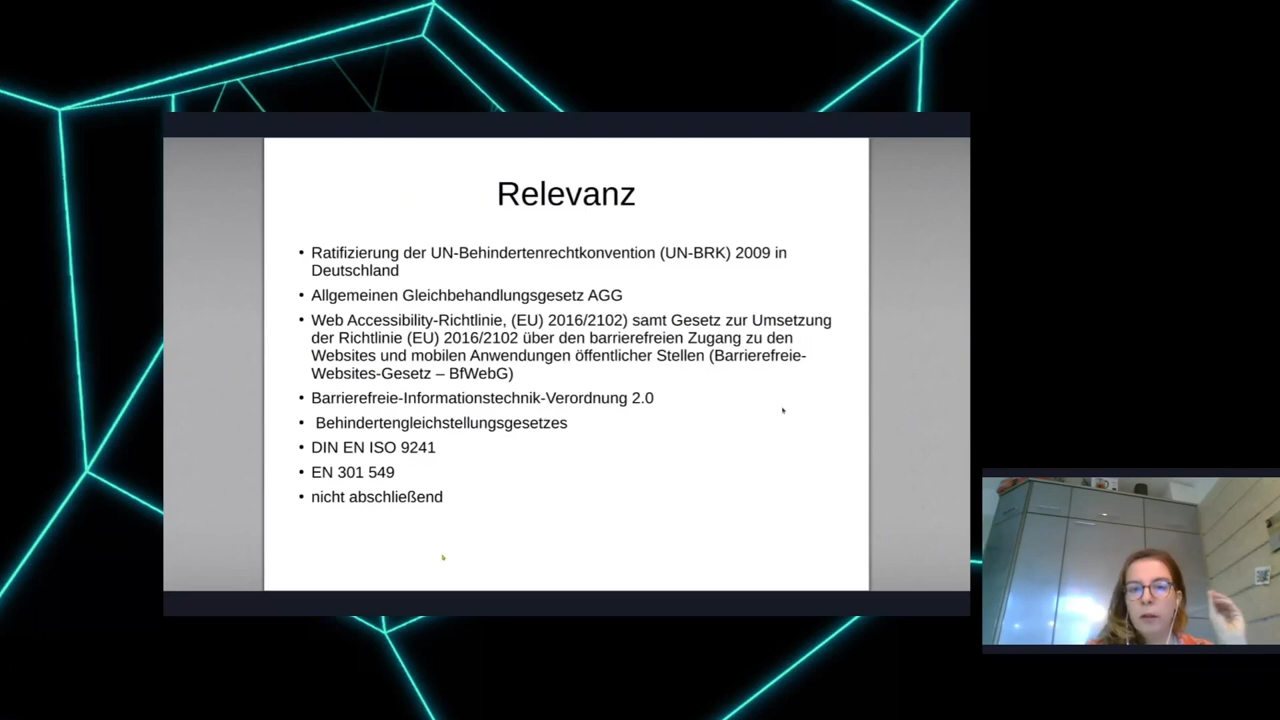 Relevanz
• Ratifizierung der UN-Behindertenrechtkonvention (UN-BRK) 2009 in
Deutschland
• Allgemeinen Gleichbehandlungsgesetz AGG
• Web Accessibility-Richtlinie, (EU) 2016/2102) samt Gesetz zur Umsetzung
der Richtlinie (EU) 2016/2102 über den barrierefreien Zugang zu den
Websites und mobilen Anwendungen öffentlicher Stellen (Barrierefreie-
Websites-Gesetz – BfWebG)
• Barrierefreie-Informationstechnik-Verordnung 2.0
• Behindertengleichstellungsgesetzes
• DIN EN ISO 9241
• EN 301 549
• nicht abschließend